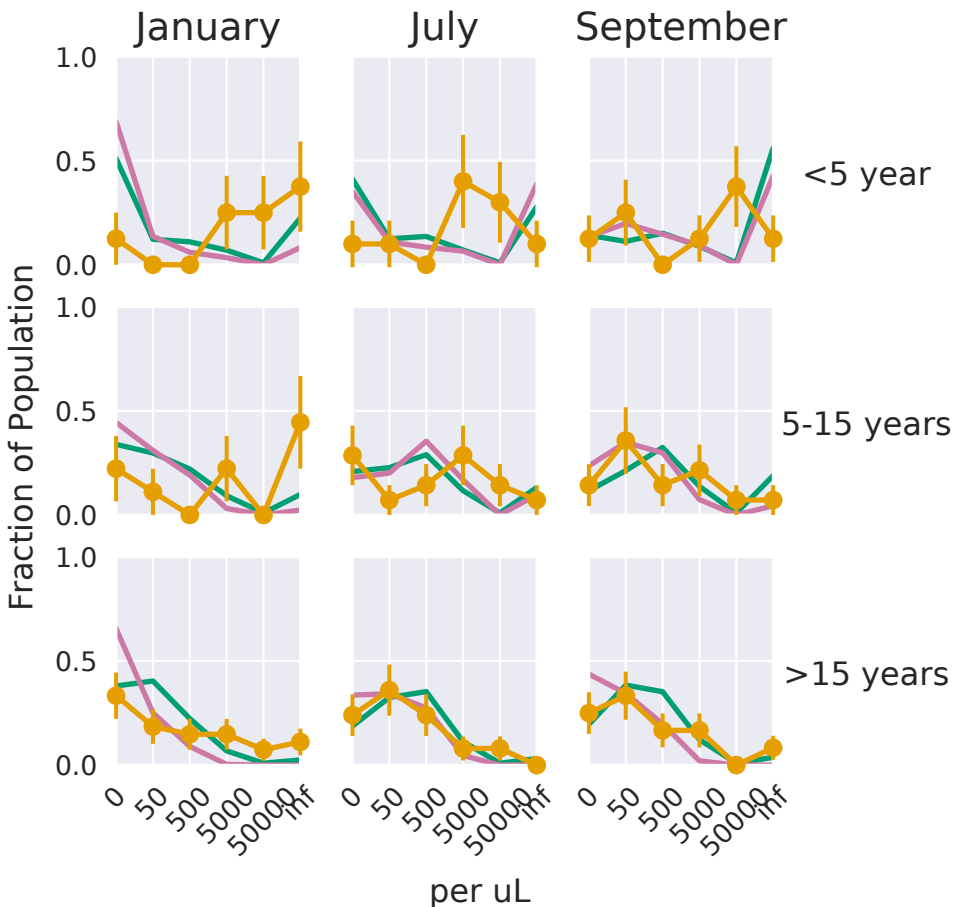 January July September
1.0
0.5
0.0
<5 year
1.0
0.5
0.0
5-15 years
1.0
0.5
0.0
>15 years
Fraction of Population
0 50 500 5000 50000 inf 0 50 500 5000 50000 inf 0 50 500 5000 50000 inf
per uL